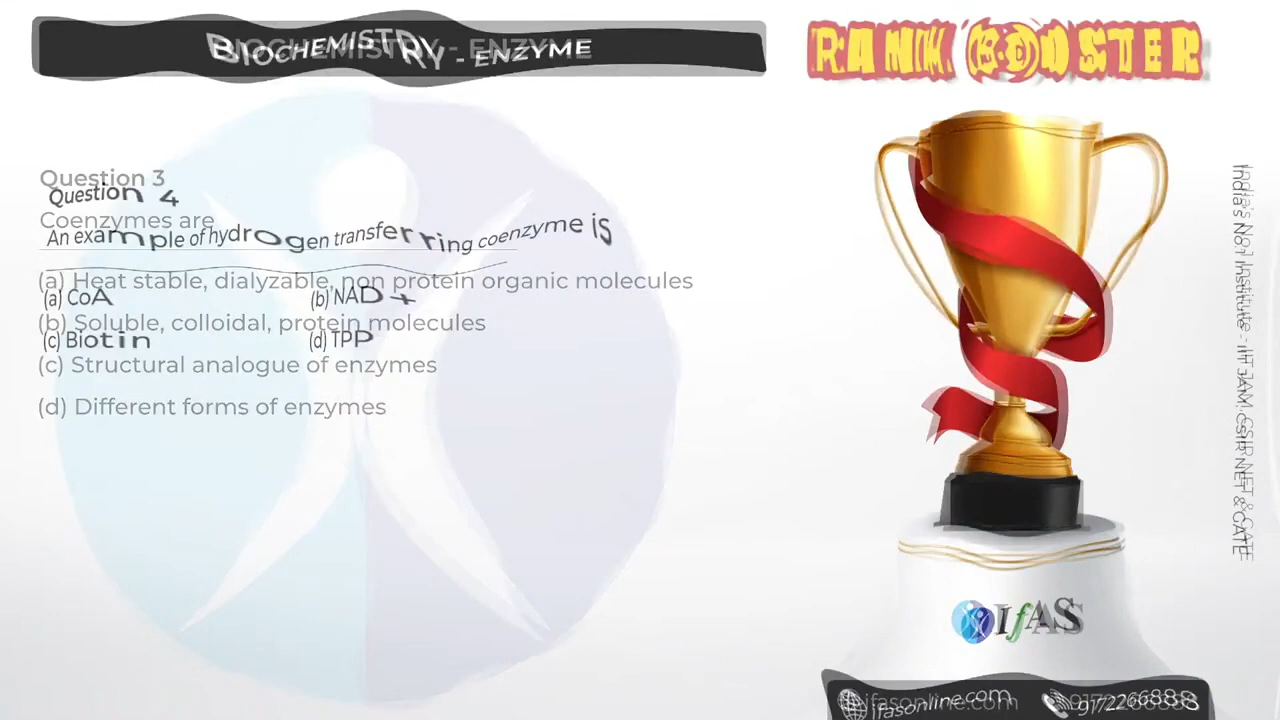 BIOCHEMISTRY - ENZYME
RANK BOOSTER
Question 3
Coenzymes are
(a) Heat stable, dialyzable, non protein organic molecules
(b) Soluble, colloidal, protein molecules
(c) Structural analogue of enzymes
(d) Different forms of enzymes
Question 4
An example of hydrogen transferring coenzyme is
(a) CoA
(b) NAD +
(c) Biotin
(d) TPP
India's No.1 Institute - IIT JAM, CSIR NET & GATE
IFAS
ifasonline.com
9172266888